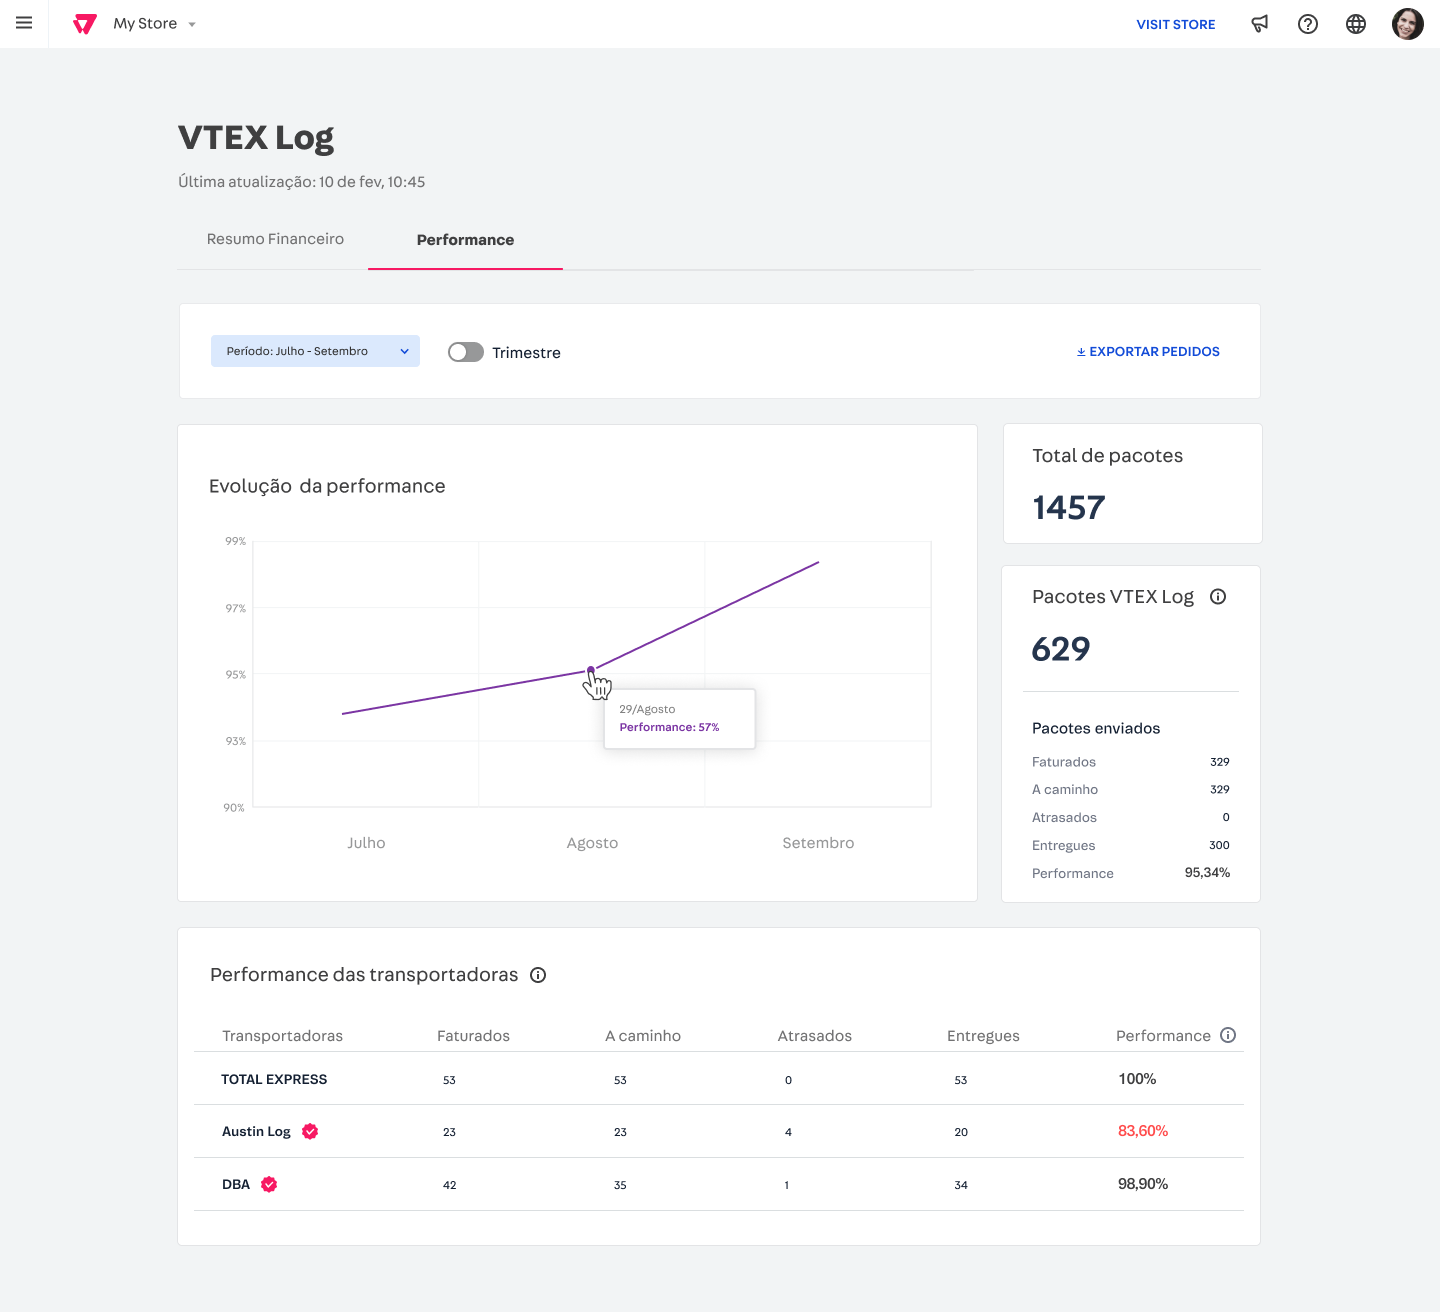 My Store
VISIT STORE
VTEX Log
Última atualização: 10 de fev, 10:45
Resumo Financeiro
Performance
Período: Julho - Setembro
Trimestre
EXPORTAR PEDIDOS
Evolução da performance
99%
97%
95%
93%
90%
29/Agosto
Performance: 57%
Julho Agosto Setembro
Total de pacotes
1457
Pacotes VTEX Log
629
Pacotes enviados
Faturados 329
A caminho 329
Atrasados 0
Entregues 300
Performance 95,34%
Performance das transportadoras
Transportadoras Faturados A caminho Atrasados Entregues Performance
TOTAL EXPRESS 53 53 0 53 100%
Austin Log 23 23 4 20 83,60%
DBA 42 35 1 34 98,90%